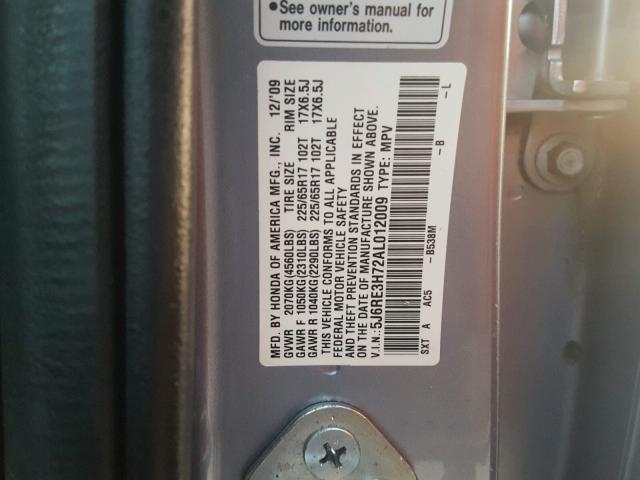 •See owner's manual for
more information.
MFD. BY HONDA OF AMERICA MFG., INC. 12/'09
GVWR 2070KG(4560LBS) TIRE SIZE RIM SIZE
GAWR F 1050KG(2310LBS) 225/65R17 102T 17X6.5J
GAWR R 1040KG(2290LBS) 225/65R17 102T 17X6.5J
THIS VEHICLE CONFORMS TO ALL APPLICABLE
FEDERAL MOTOR VEHICLE SAFETY
AND THEFT PREVENTION STANDARDS IN EFFECT
ON THE DATE OF MANUFACTURE SHOWN ABOVE.
V.I.N.:5J6RE3H72AL012009 TYPE: MPV
SXT A AC5 -B538M -B -L